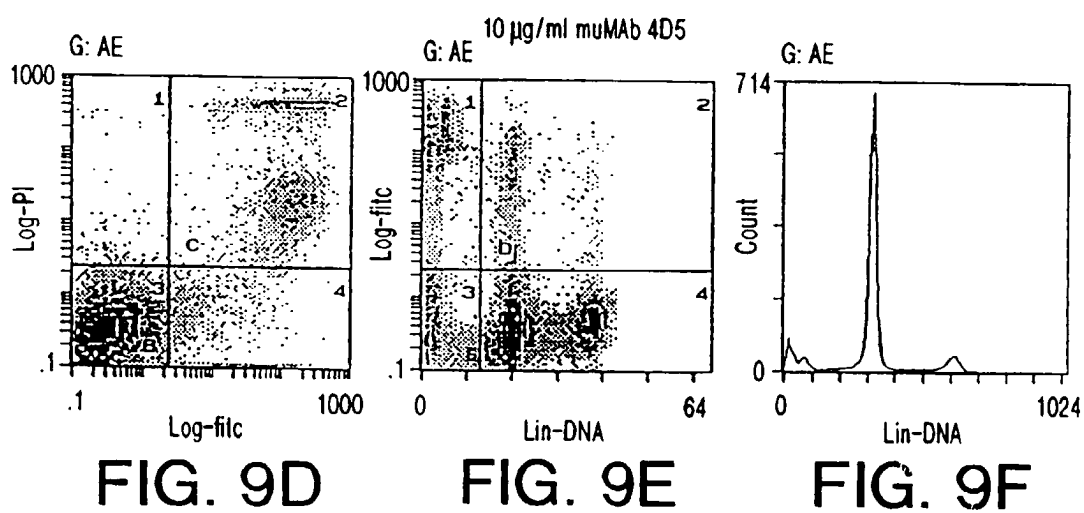 10 µg/ml muMAb 4D5
G: AE
1000
1
2
Log-PI
C
3
4
B
.1
.1
1000
Log-fitc
FIG. 9D
G: AE
1000
1
2
Log-fitc
D
3
4
E
.1
0
64
Lin-DNA
FIG. 9E
G: AE
714
Count
0
0
1024
Lin-DNA
FIG. 9F